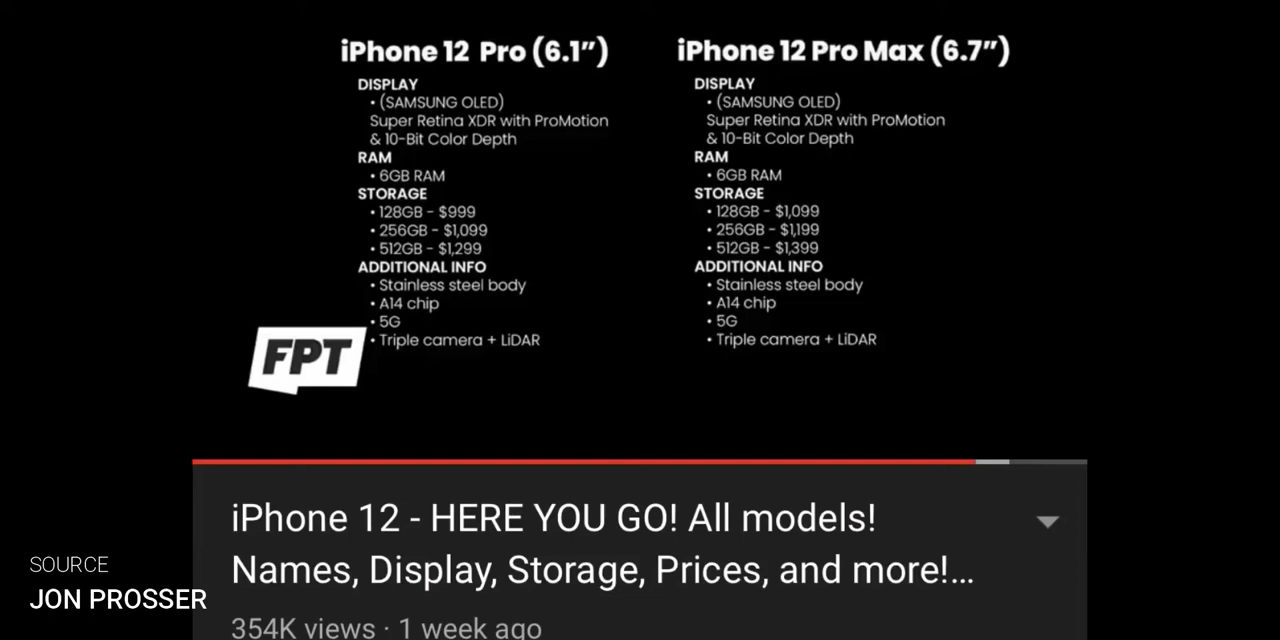 iPhone 12 Pro (6.1")
DISPLAY
• (SAMSUNG OLED)
Super Retina XDR with ProMotion
& 10-Bit Color Depth
RAM
• 6GB RAM
STORAGE
• 128GB - $999
• 256GB - $1,099
• 512GB - $1,299
ADDITIONAL INFO
• Stainless steel body
• A14 chip
• 5G
• Triple camera + LiDAR
iPhone 12 Pro Max (6.7")
DISPLAY
• (SAMSUNG OLED)
Super Retina XDR with ProMotion
& 10-Bit Color Depth
RAM
• 6GB RAM
STORAGE
• 128GB - $1,099
• 256GB - $1,199
• 512GB - $1,399
ADDITIONAL INFO
• Stainless steel body
• A14 chip
• 5G
• Triple camera + LiDAR
FPT
iPhone 12 - HERE YOU GO! All models!
Names, Display, Storage, Prices, and more!...
354K views · 1 week ago
SOURCE
JON PROSSER